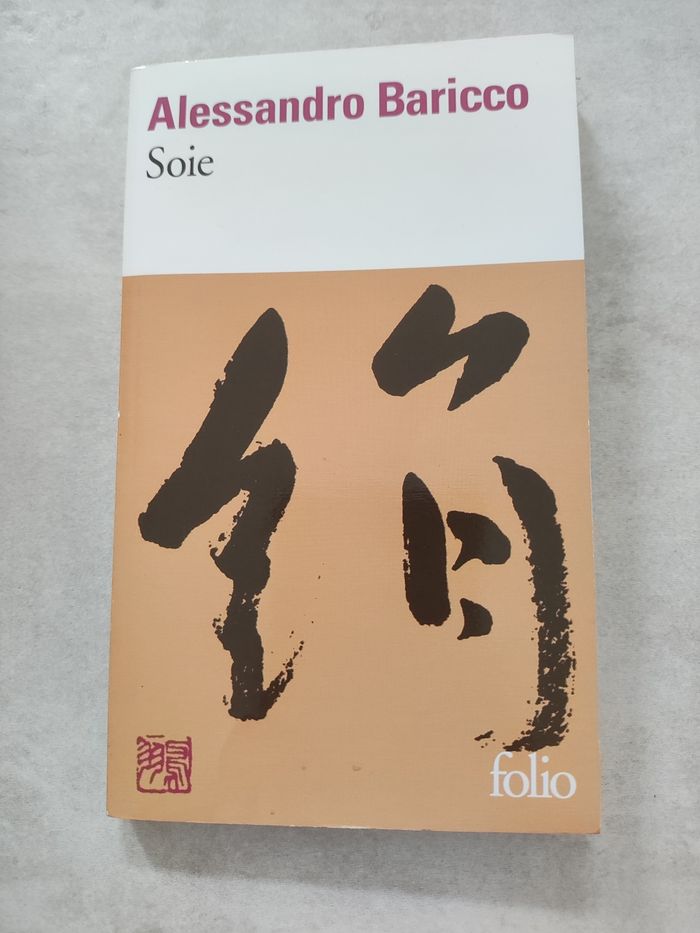 Alessandro Baricco
Soie
絹
folio